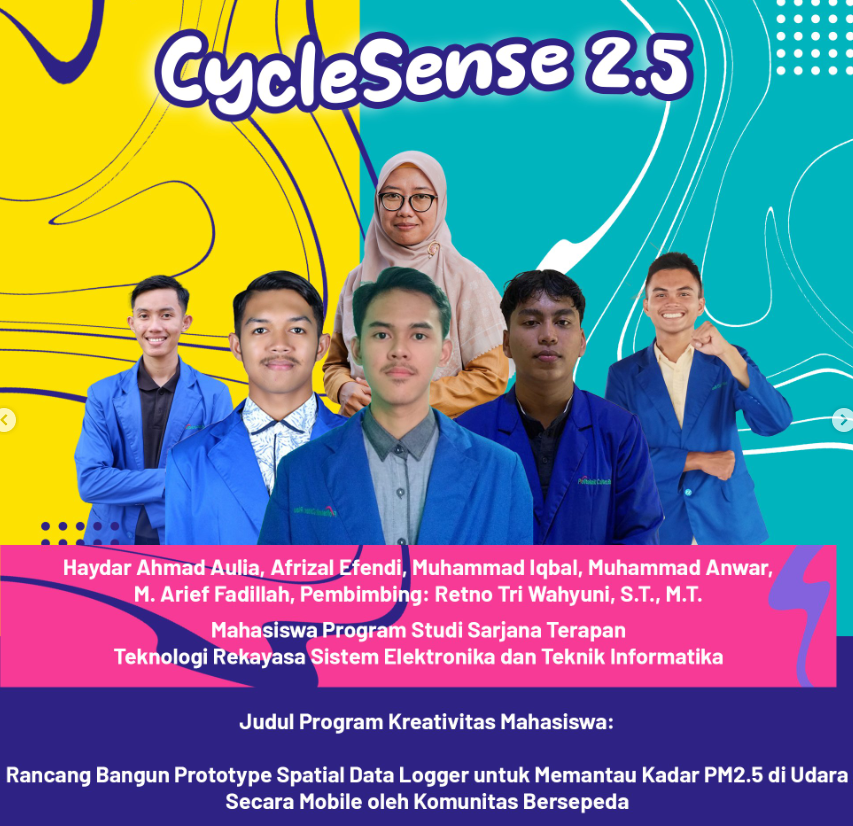 CycleSense 2.5
Haydar Ahmad Aulia, Afrizal Efendi, Muhammad Iqbal, Muhammad Anwar,
M. Arief Fadillah, Pembimbing: Retno Tri Wahyuni, S.T., M.T.
Mahasiswa Program Studi Sarjana Terapan
Teknologi Rekayasa Sistem Elektronika dan Teknik Informatika
Judul Program Kreativitas Mahasiswa:
Rancang Bangun Prototype Spatial Data Logger untuk Memantau Kadar PM2.5 di Udara
Secara Mobile oleh Komunitas Bersepeda